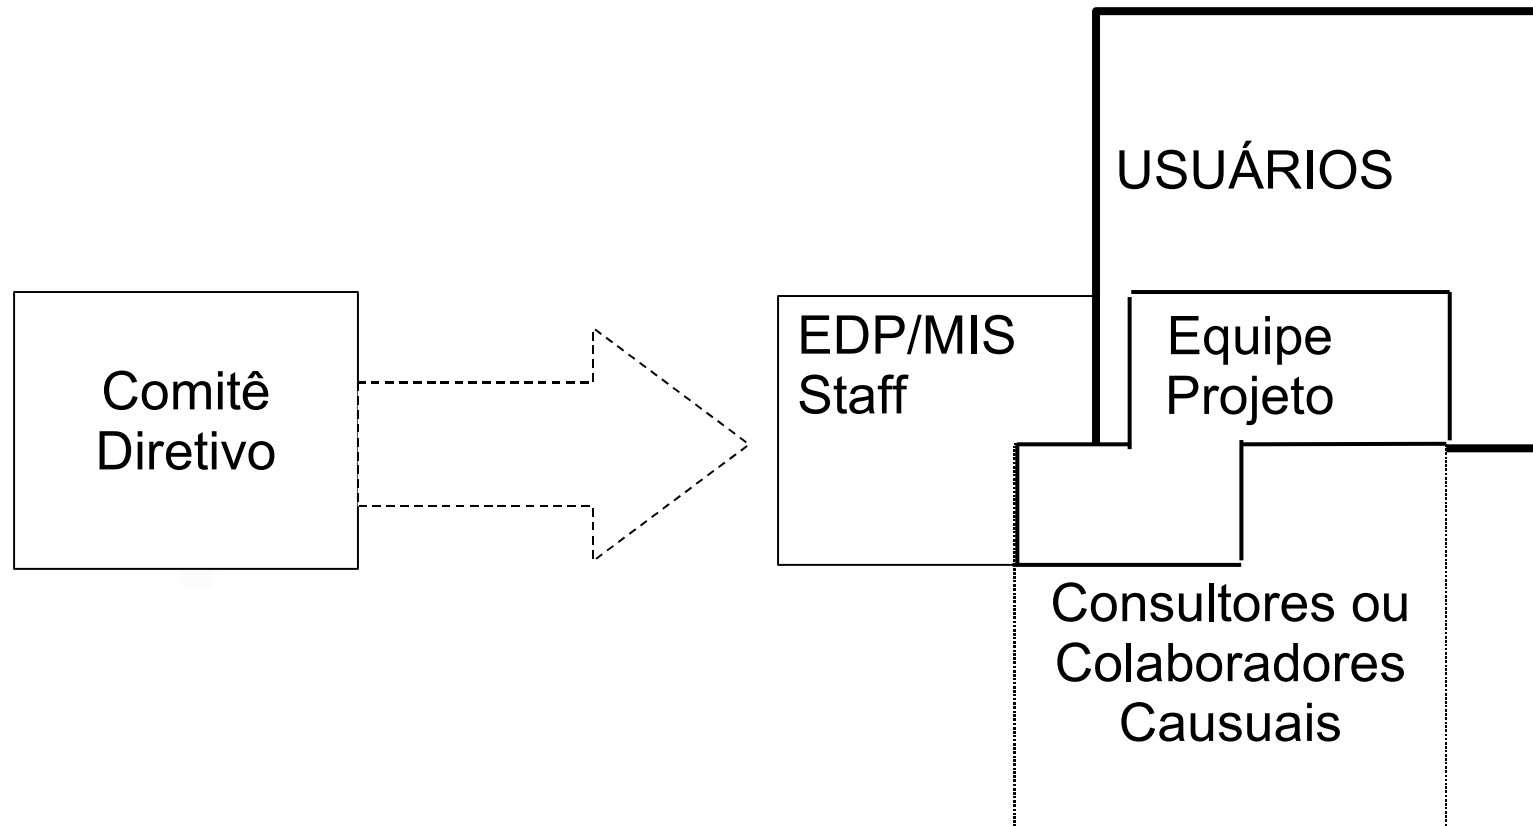 USUÁRIOS
Comitê
Diretivo
EDP/MIS
Staff
Equipe
Projeto
Consultores ou
Colaboradores
Causuais